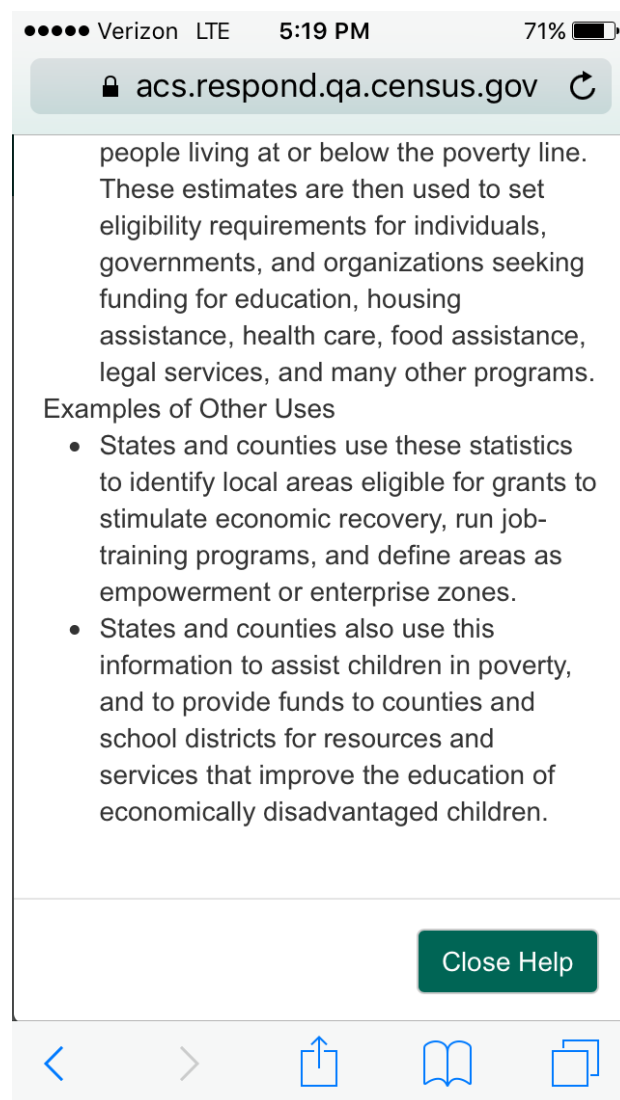 Verizon LTE 5:19 PM 71%
acs.respond.qa.census.gov
people living at or below the poverty line.
These estimates are then used to set
eligibility requirements for individuals,
governments, and organizations seeking
funding for education, housing
assistance, health care, food assistance,
legal services, and many other programs.
Examples of Other Uses
• States and counties use these statistics
to identify local areas eligible for grants to
stimulate economic recovery, run job-
training programs, and define areas as
empowerment or enterprise zones.
• States and counties also use this
information to assist children in poverty,
and to provide funds to counties and
school districts for resources and
services that improve the education of
economically disadvantaged children.
Close Help